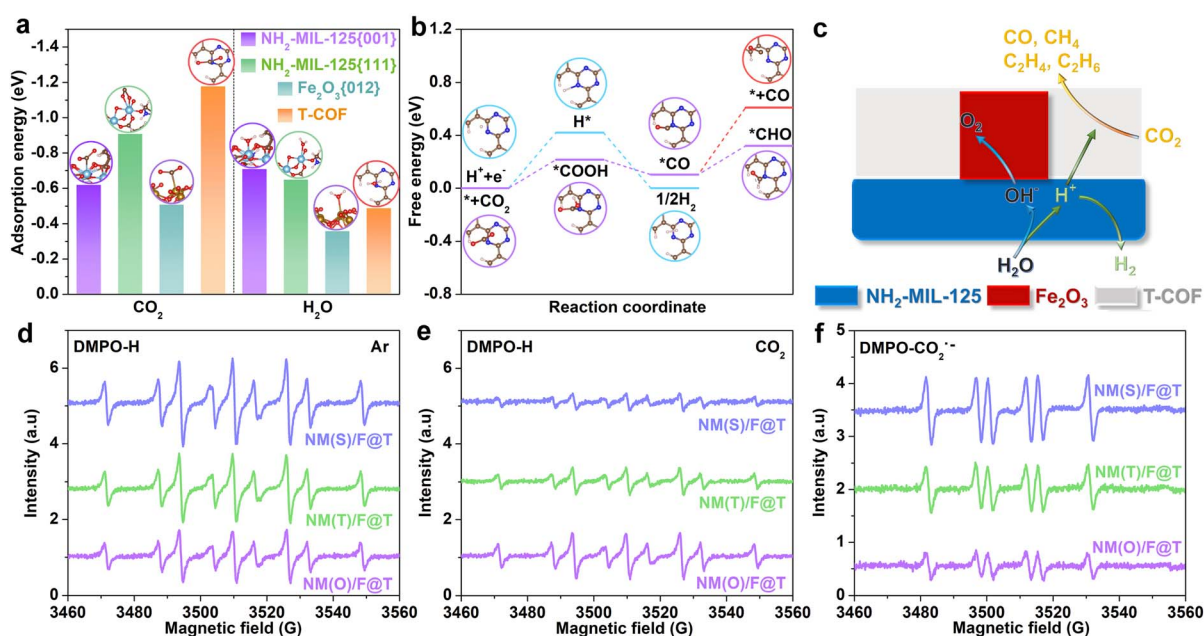 a
-1.4
-1.2
-1.0
-0.8
-0.6
-0.4
-0.2
0.0
Adsorption energy (eV)
NH₂-MIL-125{001}
NH₂-MIL-125{111}
Fe₂O₃{012}
T-COF
CO₂
H₂O
b
1.2
0.8
0.4
0.0
-0.4
-0.8
Free energy (eV)
H⁺+e⁻
*+CO₂
H*
*COOH
*CO
1/2H₂
*+CO
*CHO
Reaction coordinate
c
CO, CH₄
C₂H₄, C₂H₆
O₂
CO₂
OH⁻
H⁺
H₂O
H₂
NH₂-MIL-125
Fe₂O₃
T-COF
d
DMPO-H
Ar
6
4
2
0
Intensity (a.u)
NM(S)/F@T
NM(T)/F@T
NM(O)/F@T
3460
3500
3540
3560
Magnetic field (G)
e
DMPO-H
CO₂
6
4
2
0
Intensity (a.u)
NM(S)/F@T
NM(T)/F@T
NM(O)/F@T
3460
3500
3540
3560
Magnetic field (G)
f
DMPO-CO₂·⁻
5
4
3
2
1
0
Intensity (a.u)
NM(S)/F@T
NM(T)/F@T
NM(O)/F@T
3460
3500
3540
3560
Magnetic field (G)